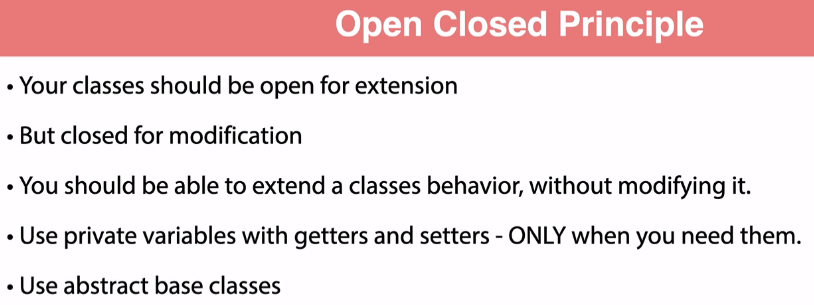 Open Closed Principle
• Your classes should be open for extension
• But closed for modification
• You should be able to extend a classes behavior, without modifying it.
• Use private variables with getters and setters - ONLY when you need them.
• Use abstract base classes